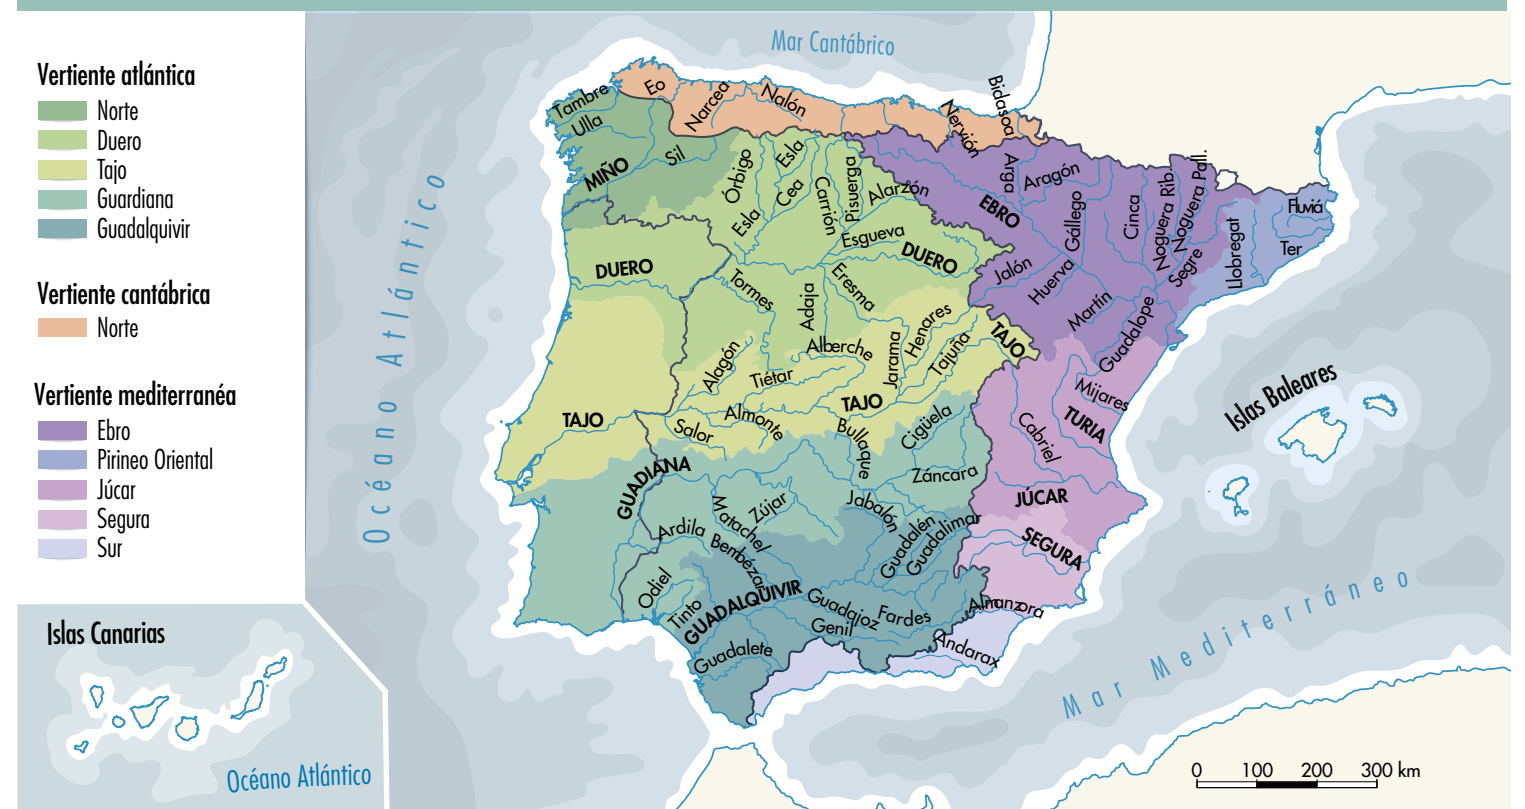 Vertiente atlántica
Norte
Duero
Tajo
Guardiana
Guadalquivir
Vertiente cantábrica
Norte
Vertiente mediterranéa
Ebro
Pirineo Oriental
Júcar
Segura
Sur
Islas Canarias
Océano Atlántico
Océano Atlántico
Mar Cantábrico
Tambre
Eo
Narcea
Nalón
Nervión
Bidasoa
Ulla
MIÑO
Sil
Órbigo
Esla
Esla
Cea
Carrión
Pisuerga
Alarzón
Esgueva
DUERO
DUERO
Tormes
Adaja
Eresma
EBRO
Arga
Aragón
Gállego
Cinca
Noguera Rib.
Noguera Pall.
Segre
Llobregat
Fluviá
Ter
Jalón
Huerva
Martín
Guadalope
Alagón
Alberche
Tiétar
Jarama
Henares
Tajuña
TAJO
TAJO
TAJO
Almonte
Salor
Bullaque
Cigüela
Záncara
GUADIANA
Mijares
TURIA
Cabriel
JÚCAR
SEGURA
Ardila
Matachel
Zújar
Jabalón
Bembézar
Guadalén
Guadalimar
Odiel
Tinto
GUADALQUIVIR
Guadajoz
Genil
Fardes
Guadalete
Almanzora
Andarax
Islas Baleares
Mar Mediterráneo
0 100 200 300 km